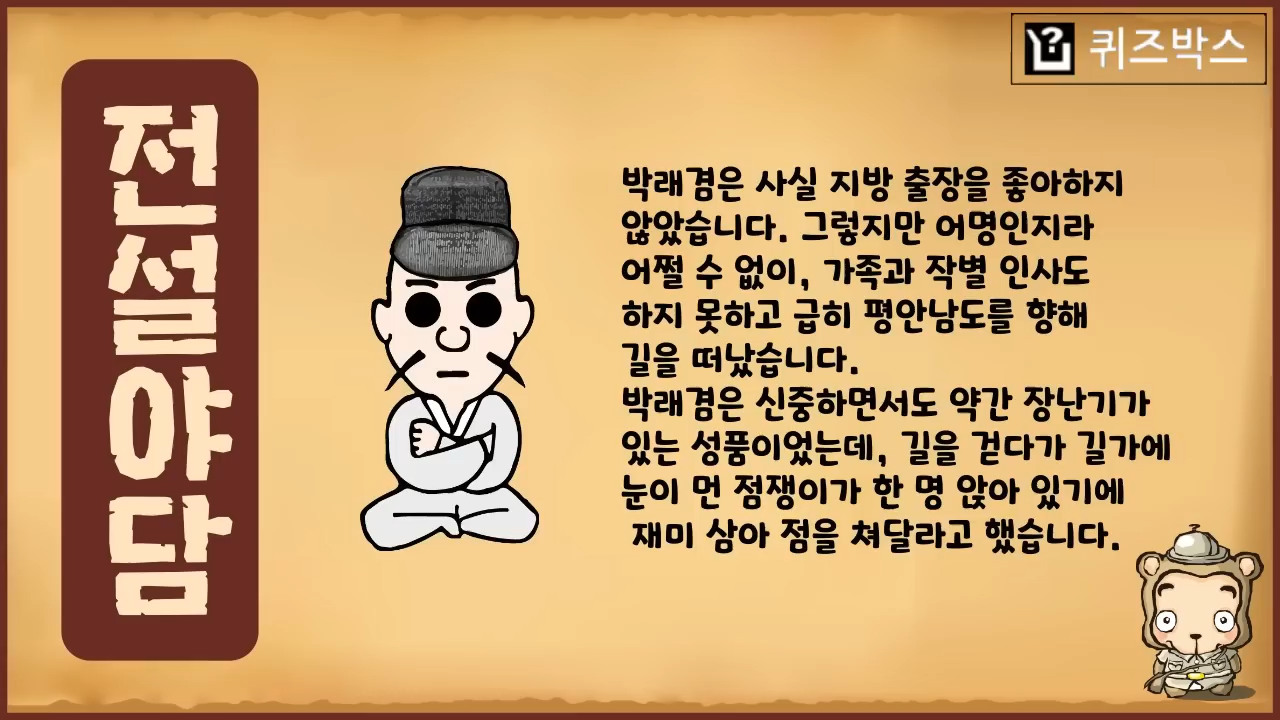 전설야담
퀴즈박스
박래겸은 사실 지방 출장을 좋아하지
않았습니다. 그렇지만 어명인지라
어쩔 수 없이, 가족과 작별 인사도
하지 못하고 급히 평안남도를 향해
길을 떠났습니다.
박래겸은 신중하면서도 약간 장난기가
있는 성품이었는데, 길을 걷다가 길가에
눈이 먼 점쟁이가 한 명 앉아 있기에
재미 삼아 점을 쳐달라고 했습니다.